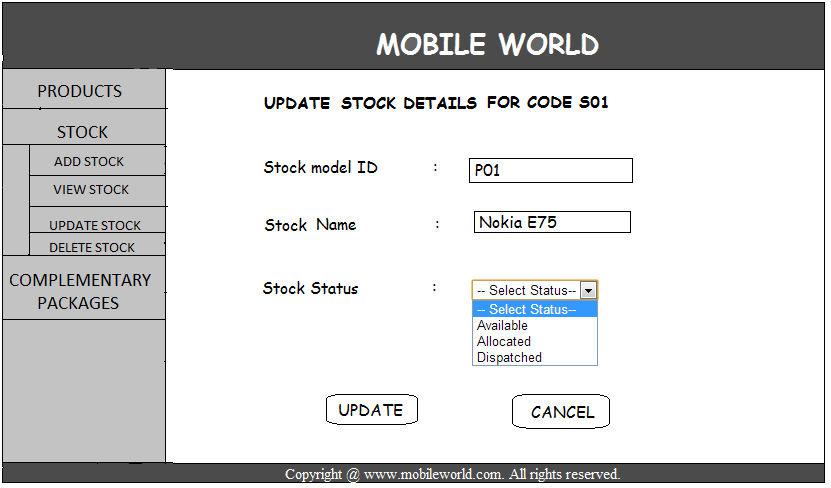 MOBILE WORLD
PRODUCTS
STOCK
ADD STOCK
VIEW STOCK
UPDATE STOCK
DELETE STOCK
COMPLEMENTARY
PACKAGES
UPDATE STOCK DETAILS FOR CODE S01
Stock model ID : P01
Stock Name : Nokia E75
Stock Status : -- Select Status--
-- Select Status--
Available
Allocated
Dispatched
UPDATE CANCEL
Copyright @ www.mobileworld.com. All rights reserved.